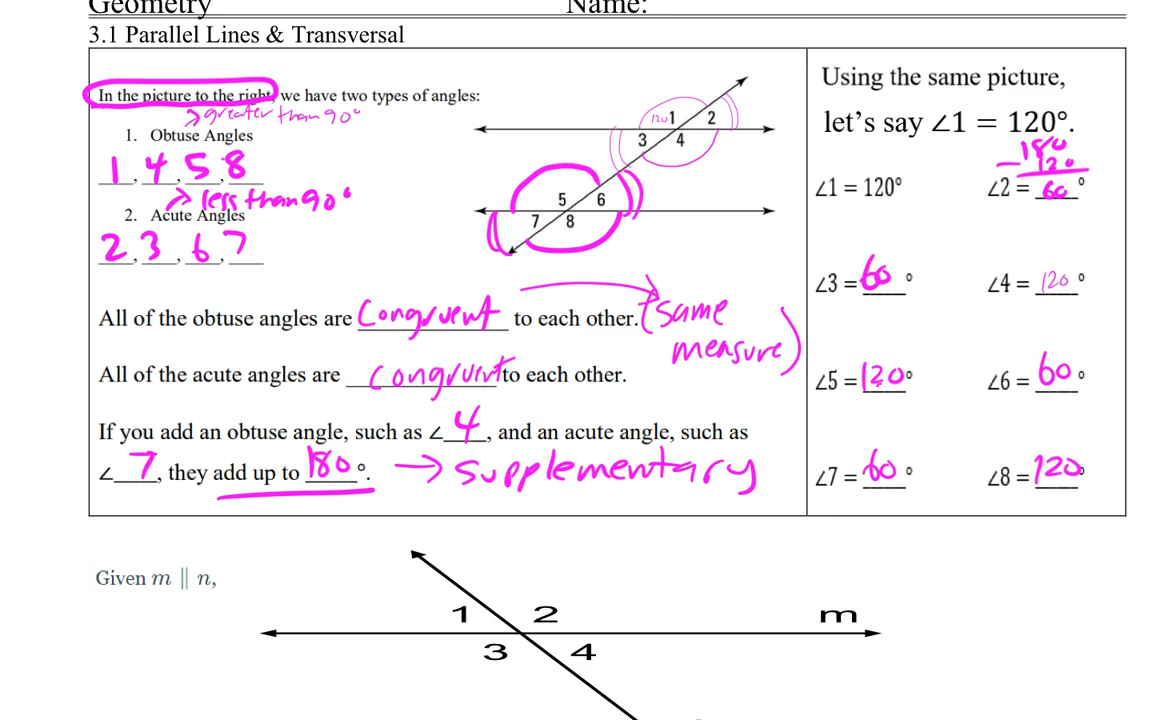 Geometry Name:
3.1 Parallel Lines & Transversal
In the picture to the right, we have two types of angles:
greater than 90°
1. Obtuse Angles
1, 4, 5, 8
less than 90°
2. Acute Angles
2, 3, 6, 7
120 1 2
3 4
5 6
7 8
All of the obtuse angles are Congruent to each other. (same measure)
All of the acute angles are Congruent to each other.
If you add an obtuse angle, such as ∠ 4, and an acute angle, such as
∠ 7, they add up to 180°. → Supplementary
Using the same picture,
let's say ∠1 = 120°.
180
- 120
∠1 = 120° ∠2 = 60°
∠3 = 60° ∠4 = 120°
∠5 = 120° ∠6 = 60°
∠7 = 60° ∠8 = 120°
Given m || n,
1 2 m
3 4